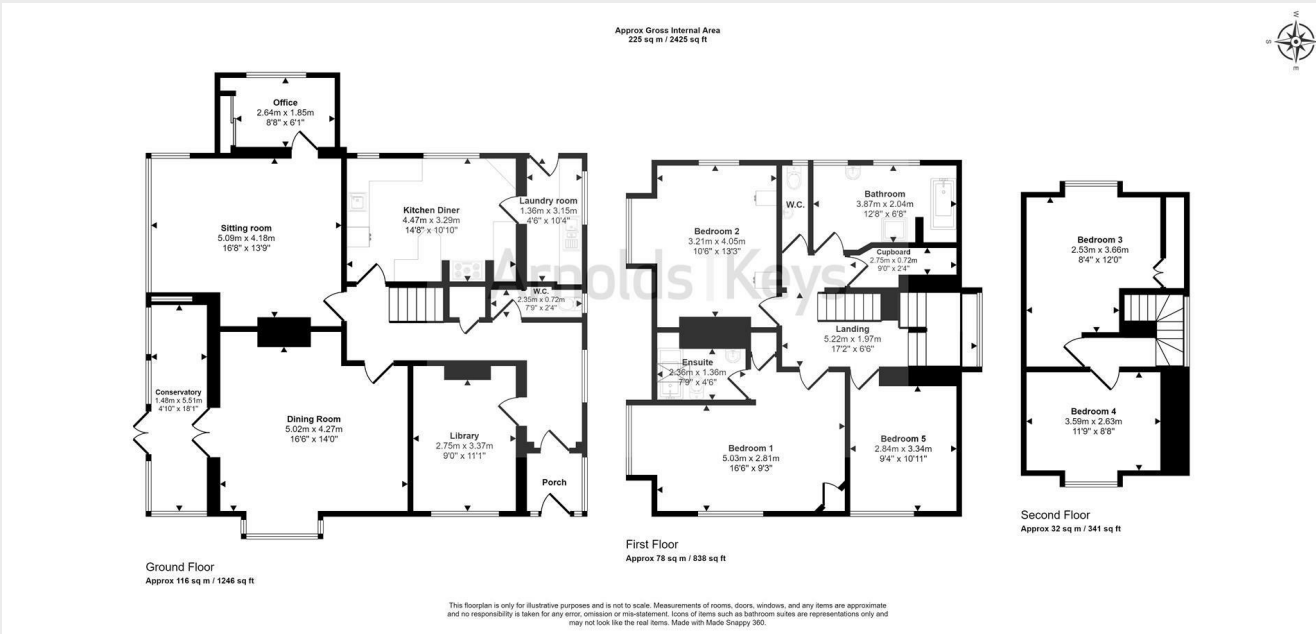 Approx Gross Internal Area
225 sq m / 2425 sq ft
W
S
E
Office
2.64m x 1.85m
8'8" x 6'1"
Sitting room
5.09m x 4.18m
16'8" x 13'9"
Kitchen Diner
4.47m x 3.29m
14'8" x 10'10"
Laundry room
1.36m x 3.15m
4'6" x 10'4"
W.C.
2.35m x 0.72m
7'9" x 2'4"
Conservatory
1.48m x 5.51m
4'10" x 18'1"
Dining Room
5.02m x 4.27m
16'6" x 14'0"
Library
2.75m x 3.37m
9'0" x 11'1"
Porch
Ground Floor
Approx 116 sq m / 1246 sq ft
Arnolds | Keys
Bedroom 2
3.21m x 4.05m
10'6" x 13'3"
W.C.
Bathroom
3.87m x 2.04m
12'8" x 6'8"
Cupboard
2.75m x 0.72m
9'0" x 2'4"
Landing
5.22m x 1.97m
17'2" x 6'6"
Ensuite
2.36m x 1.36m
7'9" x 4'6"
Bedroom 1
5.03m x 2.81m
16'6" x 9'3"
Bedroom 5
2.84m x 3.34m
9'4" x 10'11"
First Floor
Approx 78 sq m / 838 sq ft
Bedroom 3
2.53m x 3.66m
8'4" x 12'0"
Bedroom 4
3.59m x 2.63m
11'9" x 8'8"
Second Floor
Approx 32 sq m / 341 sq ft
This floorplan is only for illustrative purposes and is not to scale. Measurements of rooms, doors, windows, and any items are approximate
and no responsibility is taken for any error, omission or mis-statement. Icons of items such as bathroom suites are representations only and
may not look like the real items. Made with Made Snappy 360.